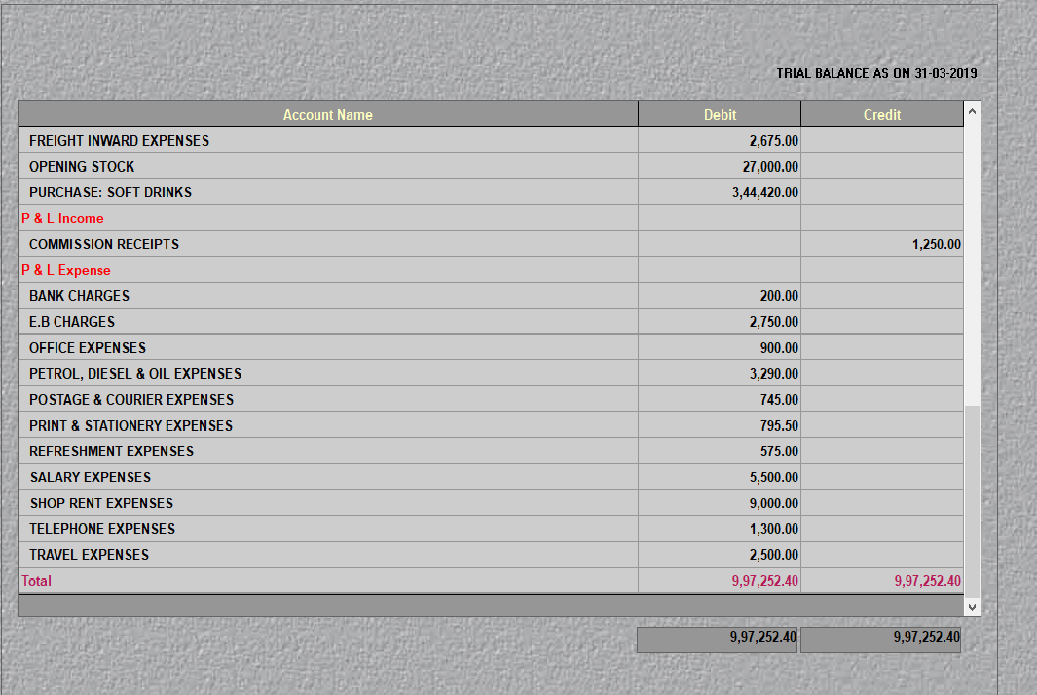 TRIAL BALANCE AS ON 31-03-2019
Account Name Debit Credit
FREIGHT INWARD EXPENSES 2,675.00
OPENING STOCK 27,000.00
PURCHASE: SOFT DRINKS 3,44,420.00
P & L Income
COMMISSION RECEIPTS 1,250.00
P & L Expense
BANK CHARGES 200.00
E.B CHARGES 2,750.00
OFFICE EXPENSES 900.00
PETROL, DIESEL & OIL EXPENSES 3,290.00
POSTAGE & COURIER EXPENSES 745.00
PRINT & STATIONERY EXPENSES 795.50
REFRESHMENT EXPENSES 575.00
SALARY EXPENSES 5,500.00
SHOP RENT EXPENSES 9,000.00
TELEPHONE EXPENSES 1,300.00
TRAVEL EXPENSES 2,500.00
Total 9,97,252.40 9,97,252.40
9,97,252.40 9,97,252.40